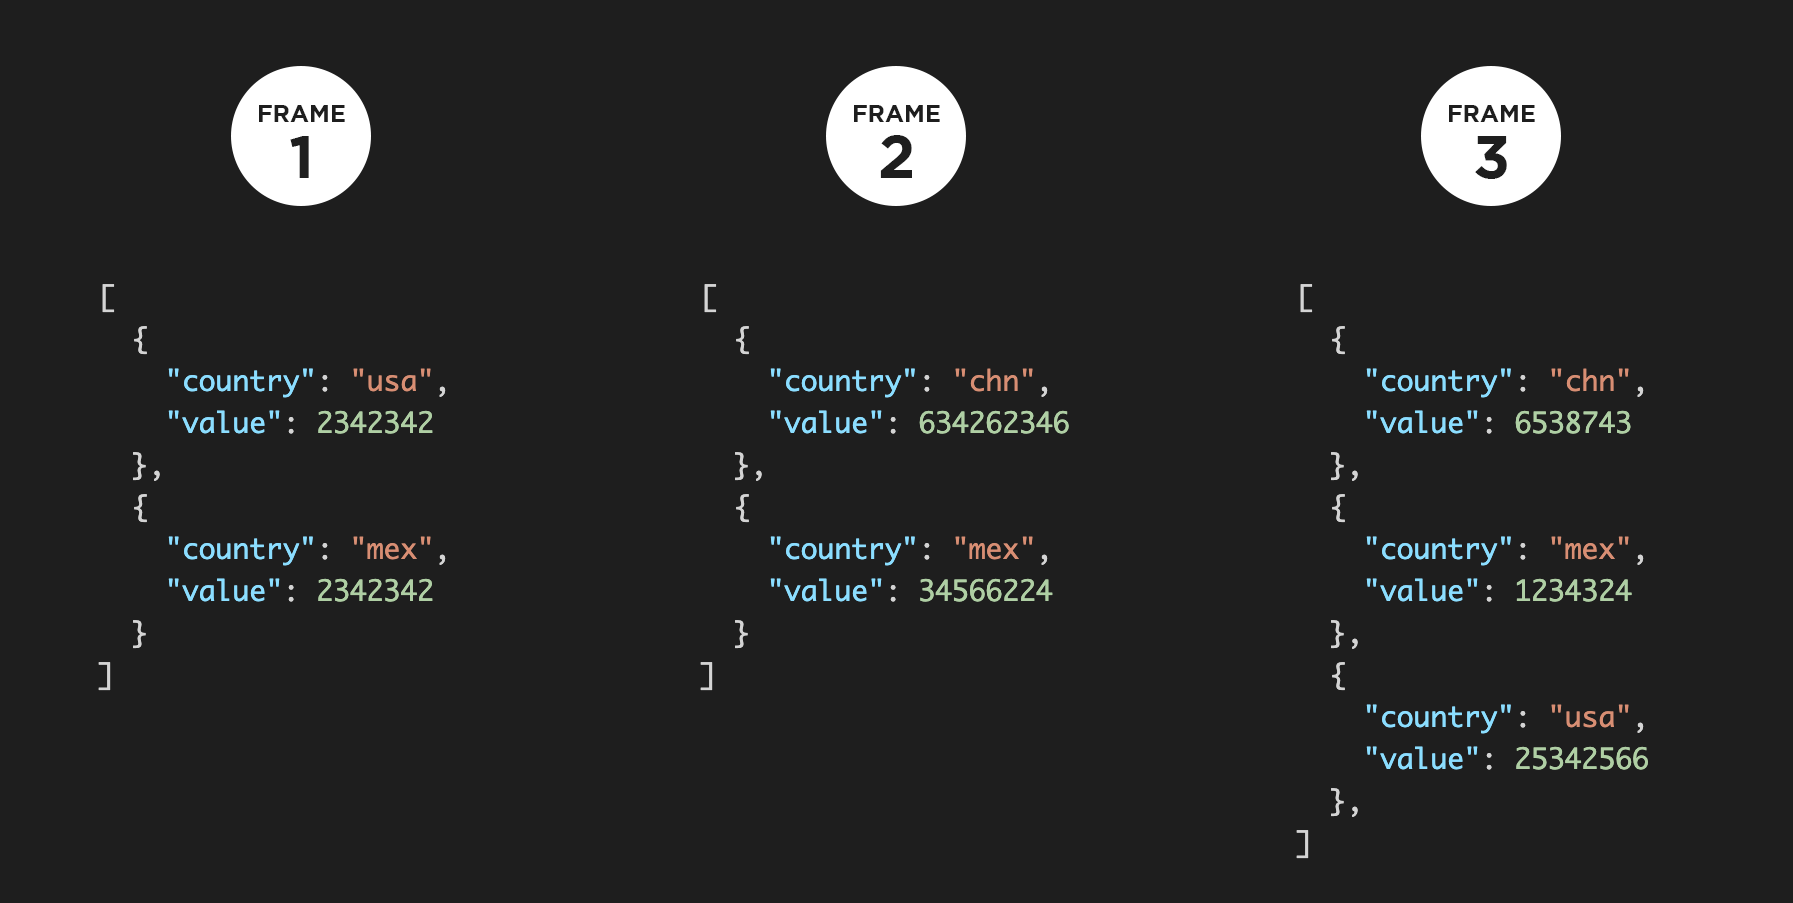 FRAME
1
[
  {
    "country": "usa",
    "value": 2342342
  },
  {
    "country": "mex",
    "value": 2342342
  }
]
FRAME
2
[
  {
    "country": "chn",
    "value": 634262346
  },
  {
    "country": "mex",
    "value": 34566224
  }
]
FRAME
3
[
  {
    "country": "chn",
    "value": 6538743
  },
  {
    "country": "mex",
    "value": 1234324
  },
  {
    "country": "usa",
    "value": 25342566
  },
]